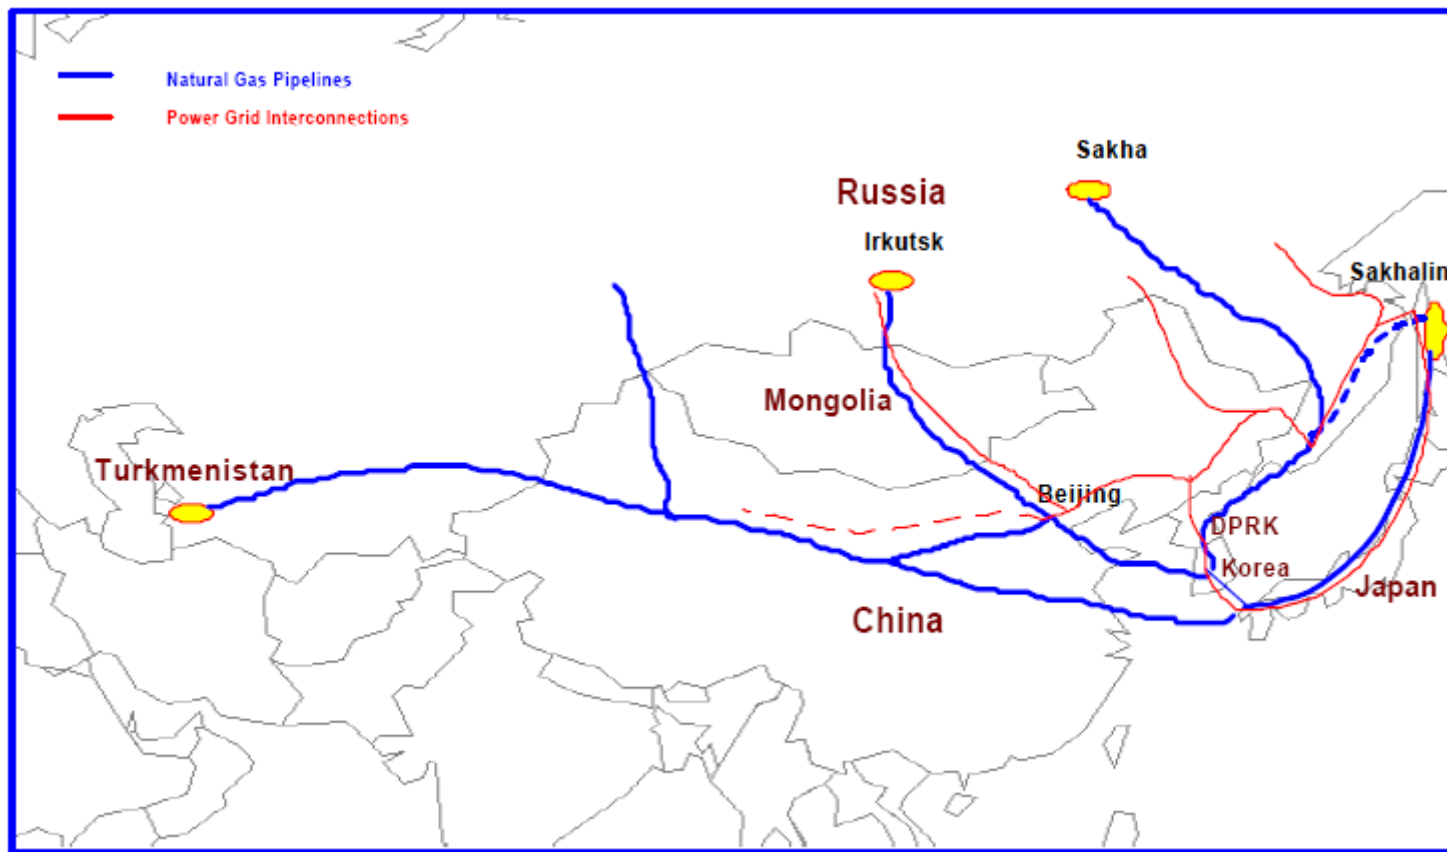 Natural Gas Pipelines
Power Grid Interconnections
Sakha
Russia
Irkutsk
Sakhalin
Mongolia
Turkmenistan
Beijing
DPRK
Korea
Japan
China